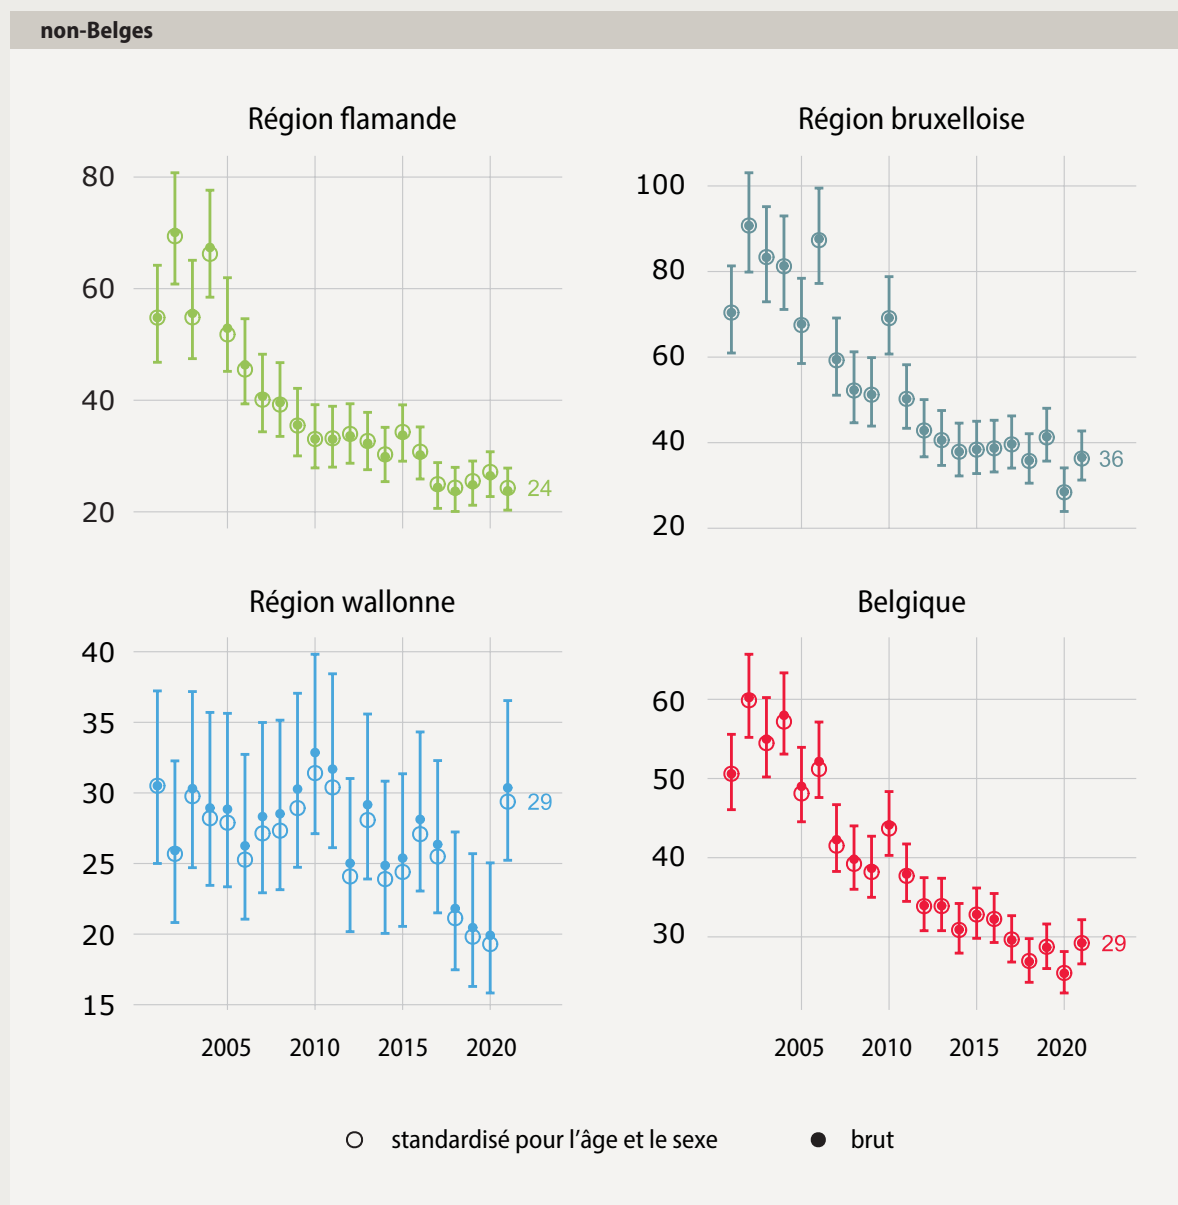 non-Belges
Région flamande
80
60
40
20
24
Région bruxelloise
100
80
60
40
20
36
Région wallonne
40
35
30
25
20
15
29
2005 2010 2015 2020
Belgique
60
50
40
30
29
2005 2010 2015 2020
standardisé pour l'âge et le sexe
brut